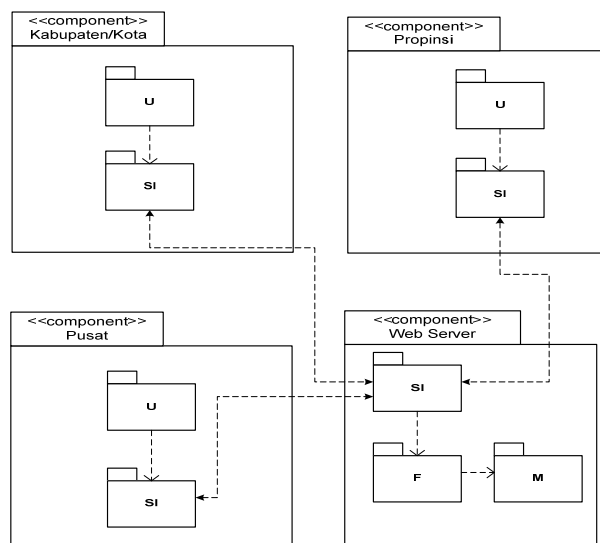 <<component>>
Kabupaten/Kota
U
SI
<<component>>
Propinsi
U
SI
<<component>>
Pusat
U
SI
<<component>>
Web Server
SI
F
M